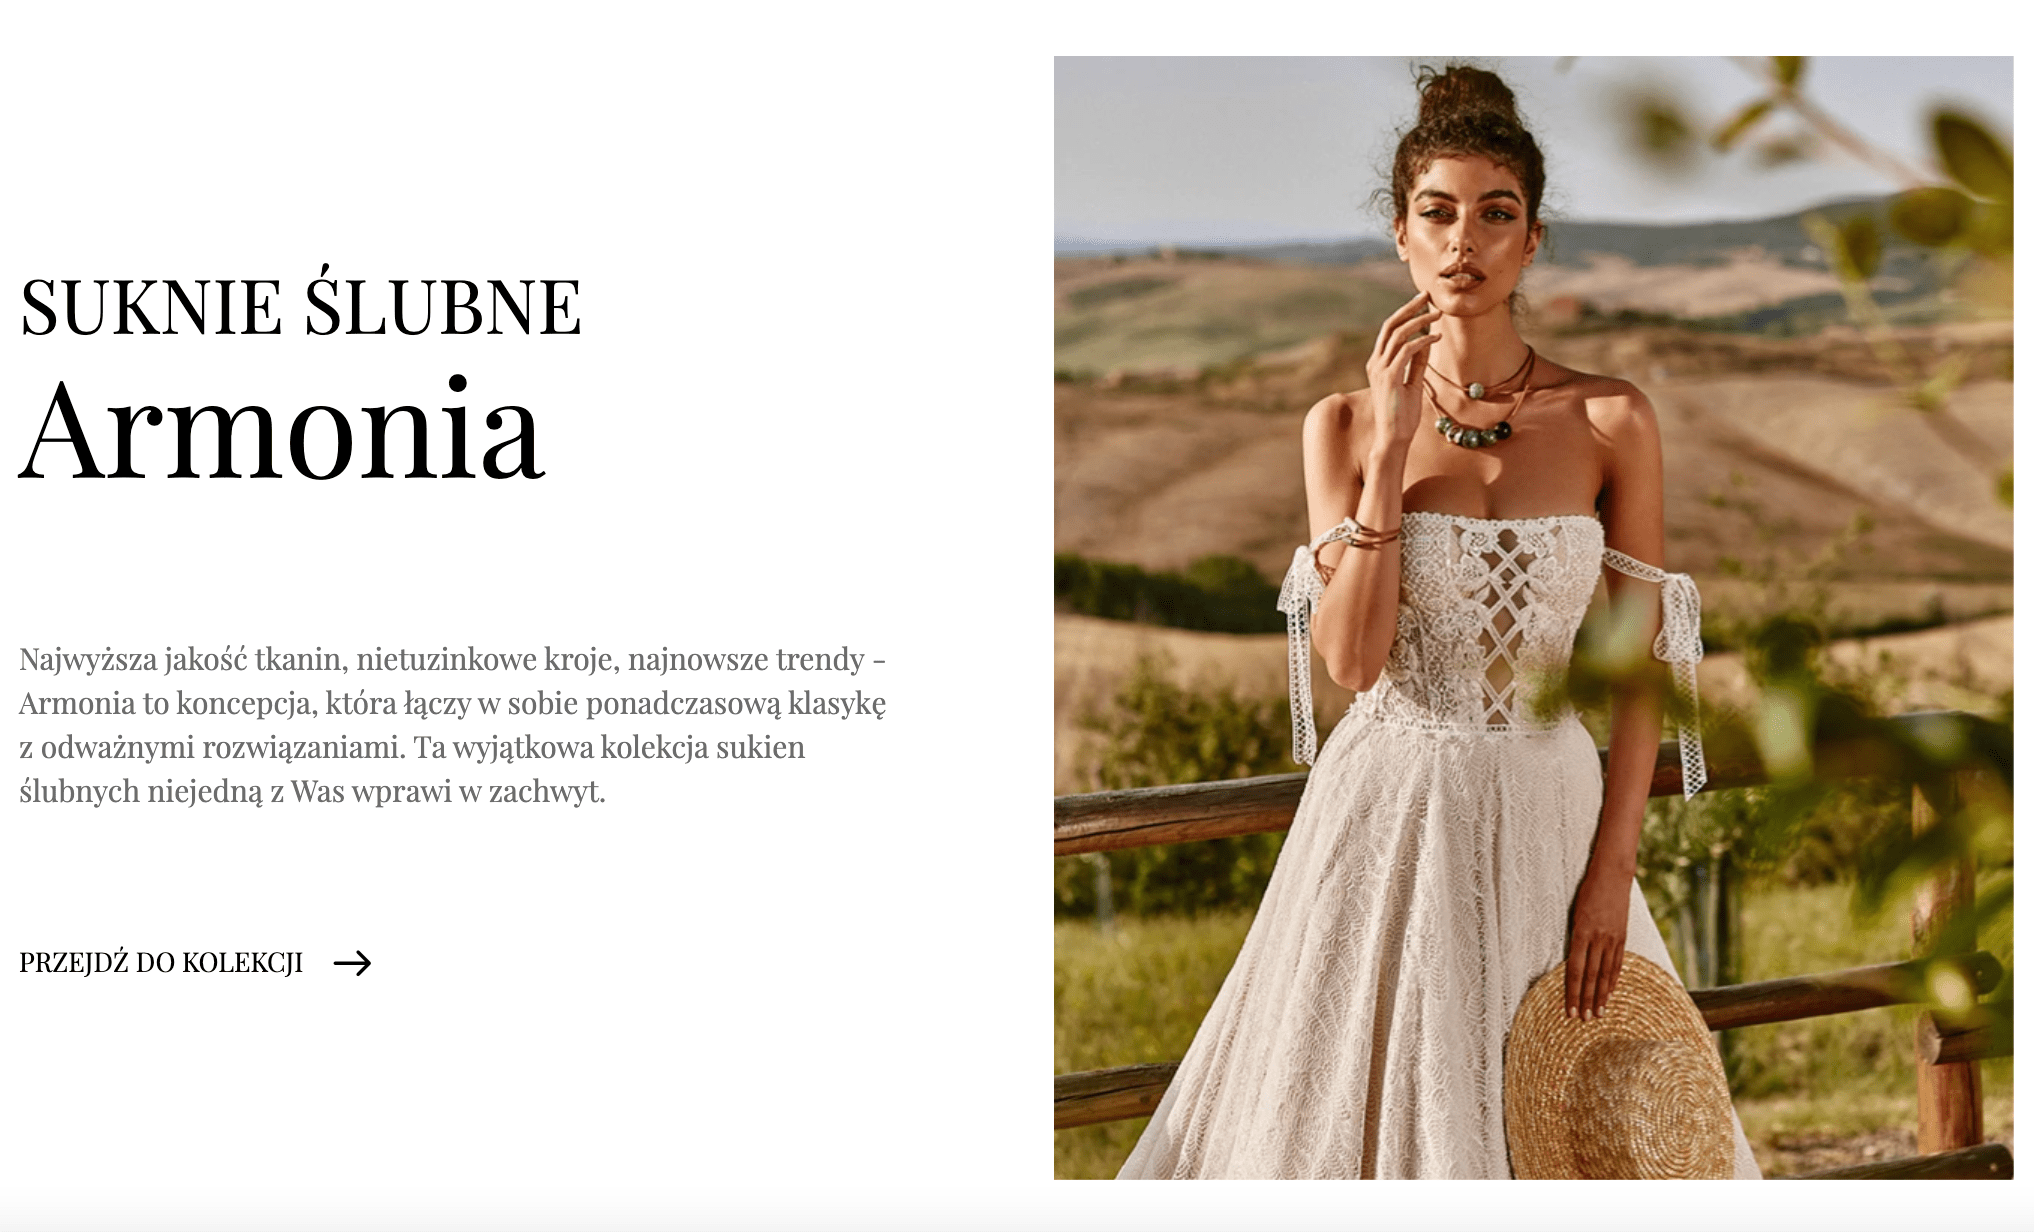 SUKNIE ŚLUBNE
Armonia
Najwyższa jakość tkanin, nietuzinkowe kroje, najnowsze trendy -
Armonia to koncepcja, która łączy w sobie ponadczasową klasykę
z odważnymi rozwiązaniami. Ta wyjątkowa kolekcja sukien
ślubnych niejedną z Was wprawi w zachwyt.
PRZEJDŹ DO KOLEKCJI